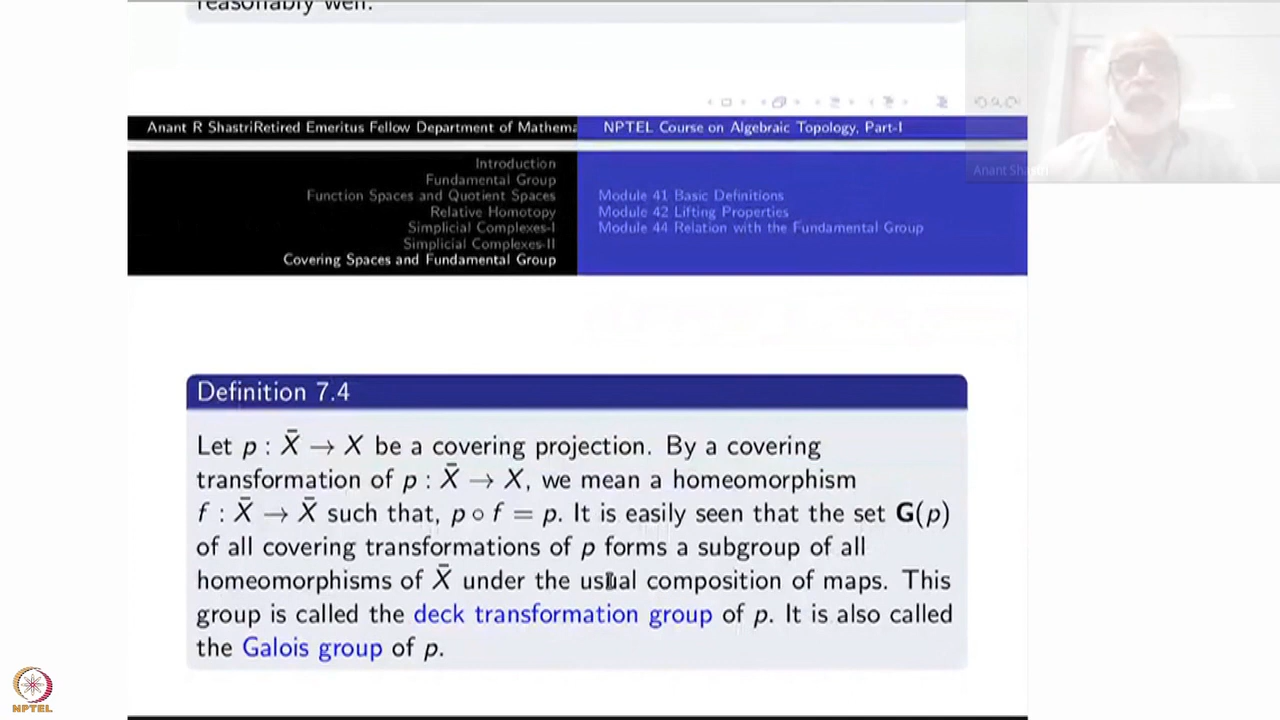 reasonably well.
Anant R ShastriRetired Emeritus Fellow Department of Mathema
NPTEL Course on Algebraic Topology, Part-I
Anant Shastri
Introduction
Fundamental Group
Function Spaces and Quotient Spaces
Relative Homotopy
Simplicial Complexes-I
Simplicial Complexes-II
Covering Spaces and Fundamental Group
Module 41 Basic Definitions
Module 42 Lifting Properties
Module 44 Relation with the Fundamental Group
Definition 7.4
Let p : X̄ → X be a covering projection. By a covering
transformation of p : X̄ → X, we mean a homeomorphism
f : X̄ → X̄ such that, p ∘ f = p. It is easily seen that the set G(p)
of all covering transformations of p forms a subgroup of all
homeomorphisms of X̄ under the usual composition of maps. This
group is called the deck transformation group of p. It is also called
the Galois group of p.
NPTEL